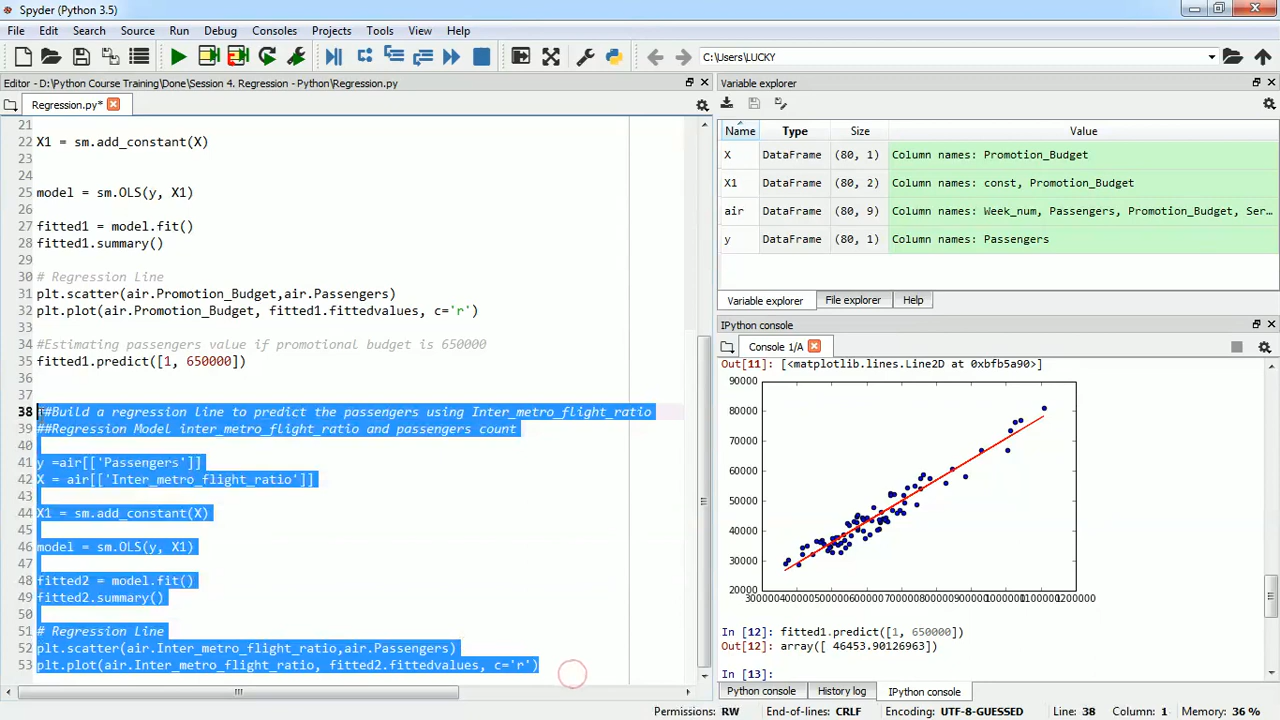 Spyder (Python 3.5)
File Edit Search Source Run Debug Consoles Projects Tools View Help
C:\Users\LUCKY
Editor - D:\Python Course Training\Done\Session 4. Regression - Python\Regression.py*
Regression.py*
21
22 X1 = sm.add_constant(X)
23
24
25 model = sm.OLS(y, X1)
26
27 fitted1 = model.fit()
28 fitted1.summary()
29
30 # Regression Line
31 plt.scatter(air.Promotion_Budget,air.Passengers)
32 plt.plot(air.Promotion_Budget, fitted1.fittedvalues, c='r')
33
34 #Estimating passengers value if promotional budget is 650000
35 fitted1.predict([1, 650000])
36
37
38 ##Build a regression line to predict the passengers using Inter_metro_flight_ratio
39 ##Regression Model inter_metro_flight_ratio and passengers count
40
41 y =air[['Passengers']]
42 X = air[['Inter_metro_flight_ratio']]
43
44 X1 = sm.add_constant(X)
45
46 model = sm.OLS(y, X1)
47
48 fitted2 = model.fit()
49 fitted2.summary()
50
51 # Regression Line
52 plt.scatter(air.Inter_metro_flight_ratio,air.Passengers)
53 plt.plot(air.Inter_metro_flight_ratio, fitted2.fittedvalues, c='r')
Variable explorer
Name Type Size Value
X DataFrame (80, 1) Column names: Promotion_Budget
X1 DataFrame (80, 2) Column names: const, Promotion_Budget
air DataFrame (80, 9) Column names: Week_num, Passengers, Promotion_Budget, Ser...
y DataFrame (80, 1) Column names: Passengers
Variable explorer File explorer Help
IPython console
Console 1/A
Out[11]: [<matplotlib.lines.Line2D at 0xbfb5a90>]
90000
80000
70000
60000
50000
40000
30000
20000
300000 400000 500000 600000 700000 800000 900000 1000000 1100000 1200000
In [12]: fitted1.predict([1, 650000])
Out[12]: array([ 46453.90126963])
In [13]:
Python console History log IPython console
Permissions: RW End-of-lines: CRLF Encoding: UTF-8-GUESSED Line: 38 Column: 1 Memory: 36 %